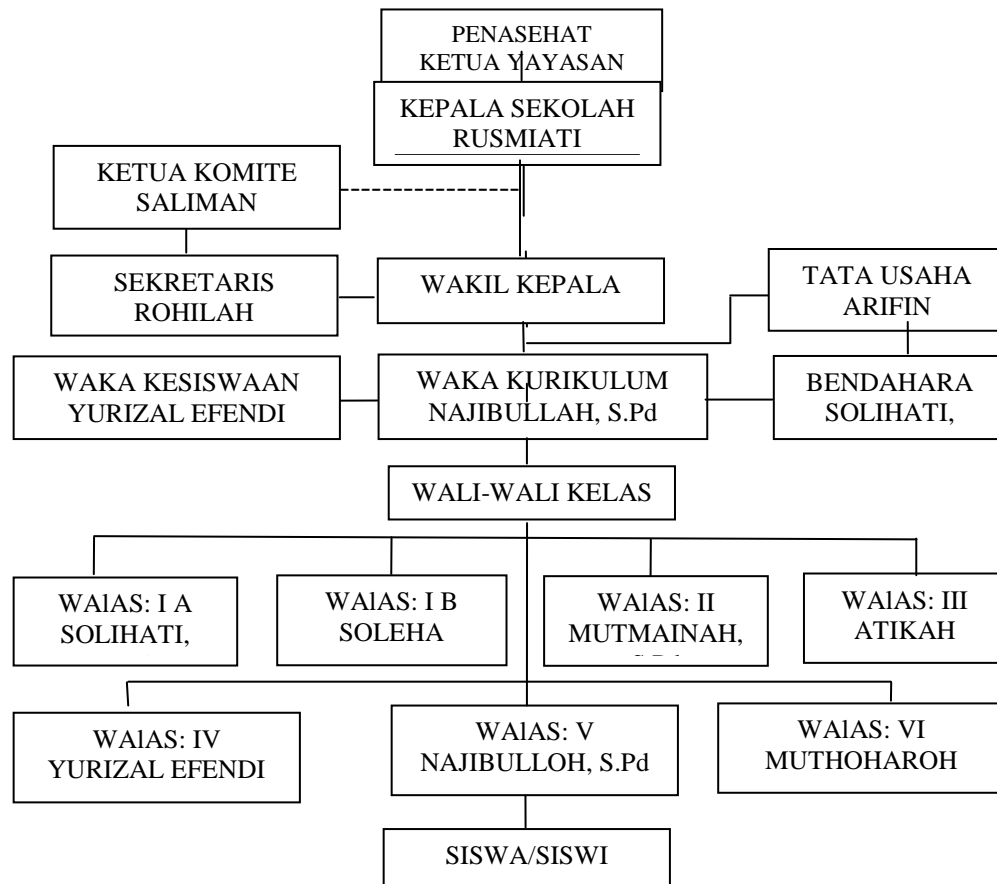 PENASEHAT
KETUA YAYASAN
KEPALA SEKOLAH
RUSMIATI
KETUA KOMITE
SALIMAN
SEKRETARIS
ROHILAH
WAKIL KEPALA
TATA USAHA
ARIFIN
WAKA KESISWAAN
YURIZAL EFENDI
WAKA KURIKULUM
NAJIBULLAH, S.Pd
BENDAHARA
SOLIHATI,
WALI-WALI KELAS
WAlAS: I A
SOLIHATI,
WAlAS: I B
SOLEHA
WAlAS: II
MUTMAINAH,
WAlAS: III
ATIKAH
WAlAS: IV
YURIZAL EFENDI
WAlAS: V
NAJIBULLOH, S.Pd
WAlAS: VI
MUTHOHAROH
SISWA/SISWI